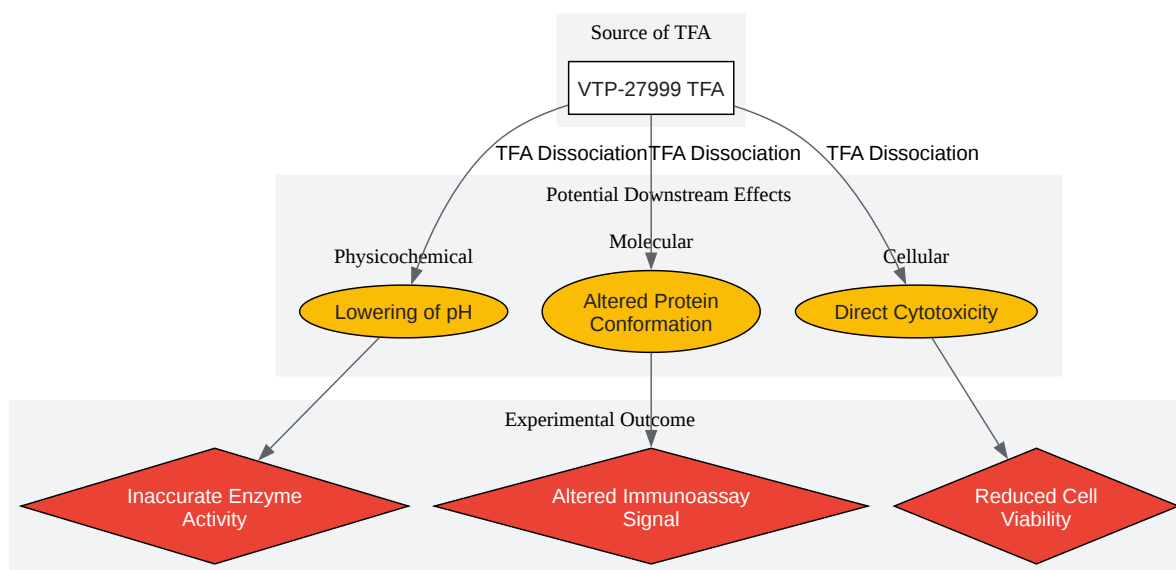 Source of TFA
VTP-27999 TFA
TFA Dissociation
TFA Dissociation
TFA Dissociation
Potential Downstream Effects
Physicochemical
Molecular
Cellular
Lowering of pH
Altered Protein
Conformation
Direct Cytotoxicity
Experimental Outcome
Inaccurate Enzyme
Activity
Altered Immunoassay
Signal
Reduced Cell
Viability